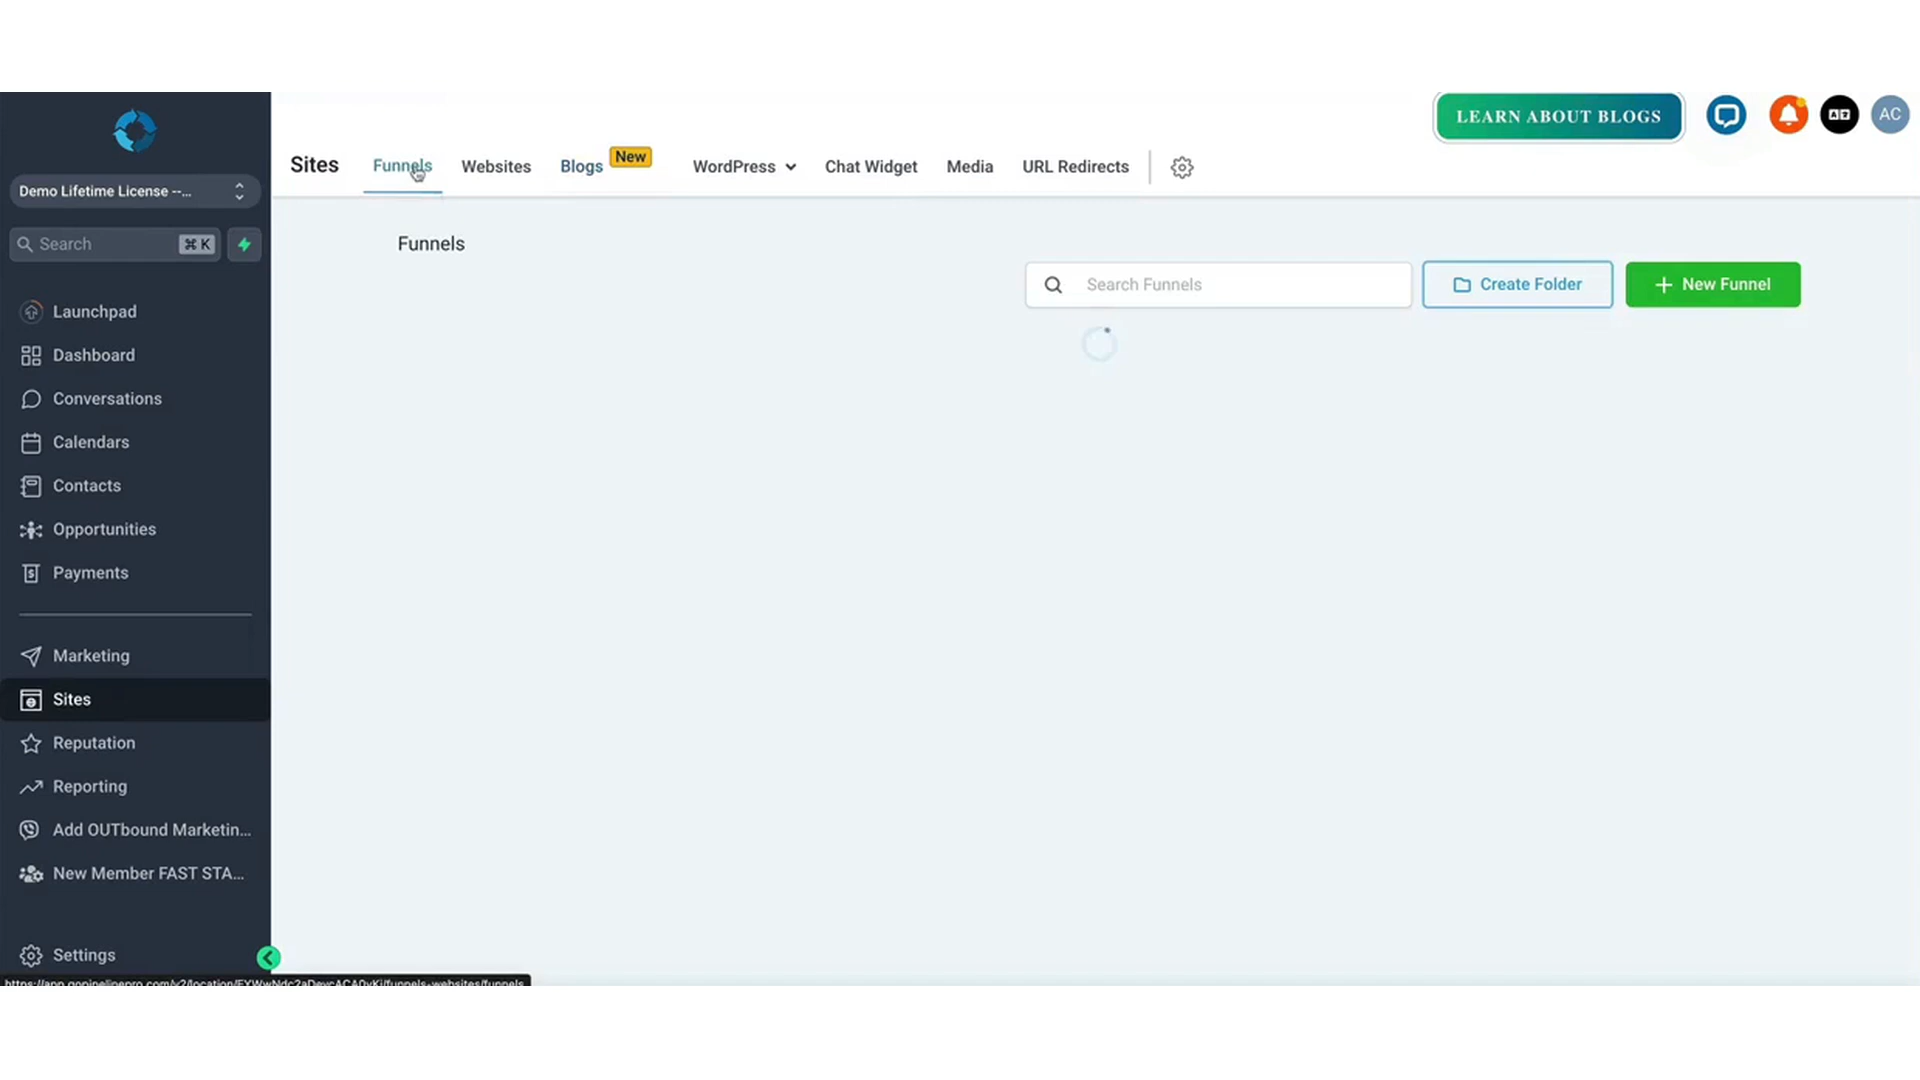 LEARN ABOUT BLOGS
AC
Sites
Funnels
Websites
Blogs
New
WordPress
Chat Widget
Media
URL Redirects
Demo Lifetime License --...
Search
⌘ K
Funnels
Search Funnels
Create Folder
+ New Funnel
Launchpad
Dashboard
Conversations
Calendars
Contacts
Opportunities
Payments
Marketing
Sites
Reputation
Reporting
Add OUTbound Marketin...
New Member FAST STA...
Settings